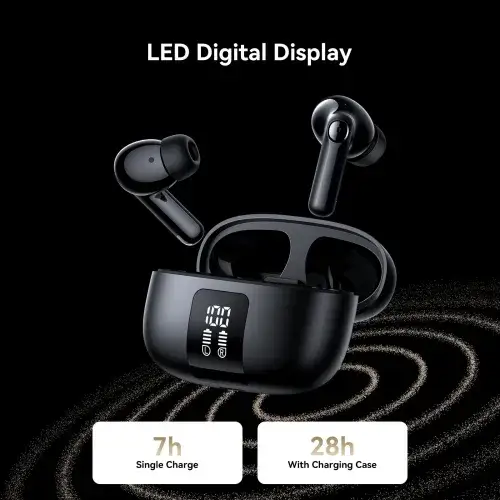 LED Digital Display
100
L R
7h
Single Charge
28h
With Charging Case